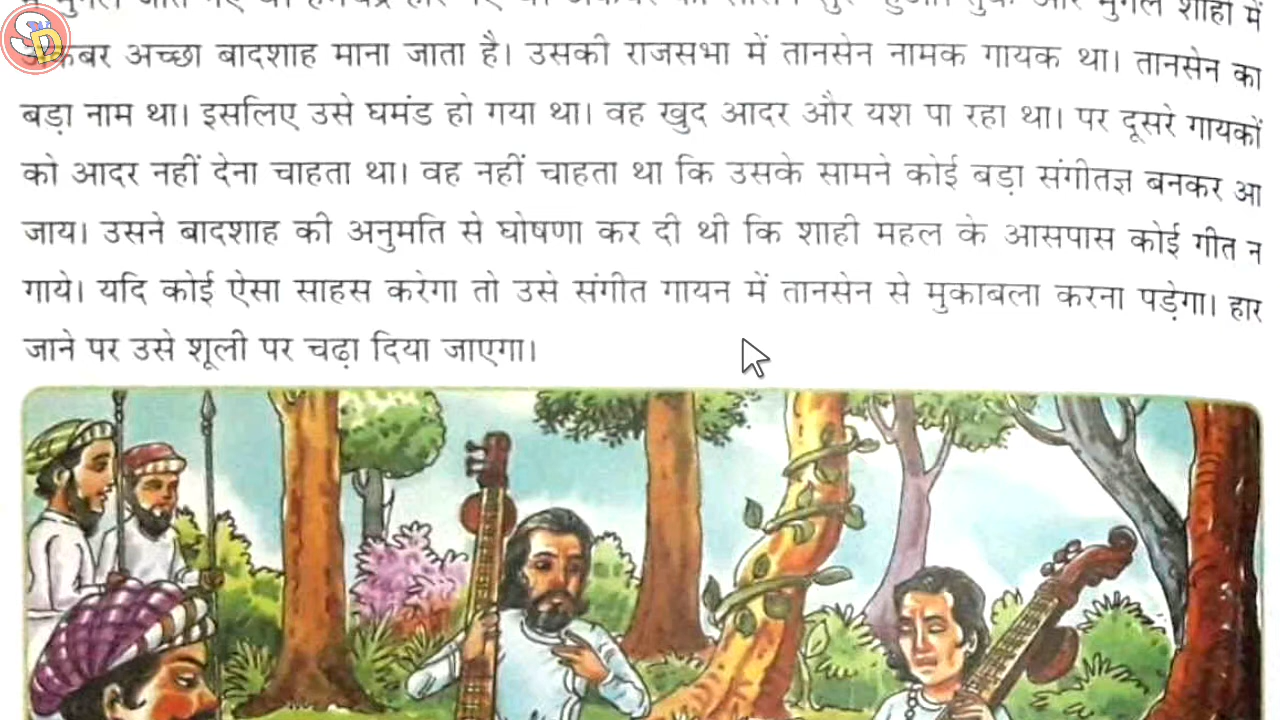 SD
मुगल शाहों में
अकबर अच्छा बादशाह माना जाता है। उसकी राजसभा में तानसेन नामक गायक था। तानसेन का
बड़ा नाम था। इसलिए उसे घमंड हो गया था। वह खुद आदर और यश पा रहा था। पर दूसरे गायकों
को आदर नहीं देना चाहता था। वह नहीं चाहता था कि उसके सामने कोई बड़ा संगीतज्ञ बनकर आ
जाय। उसने बादशाह की अनुमति से घोषणा कर दी थी कि शाही महल के आसपास कोई गीत न
गाये। यदि कोई ऐसा साहस करेगा तो उसे संगीत गायन में तानसेन से मुकाबला करना पड़ेगा। हार
जाने पर उसे शूली पर चढ़ा दिया जाएगा।